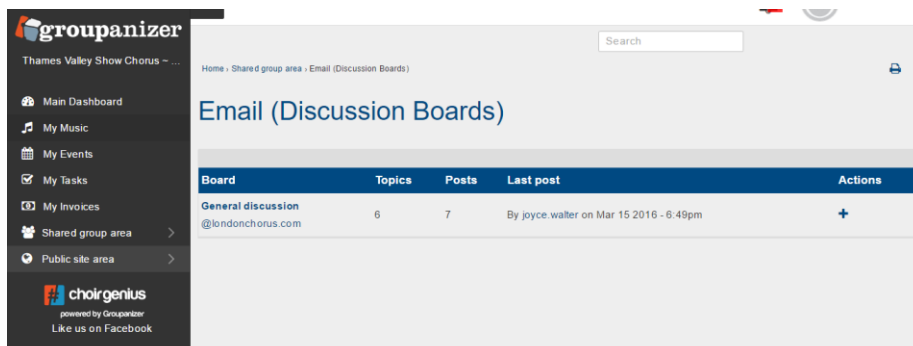 groupanizer
Thames Valley Show Chorus – ...
Main Dashboard
My Music
My Events
My Tasks
My Invoices
Shared group area
Public site area
choirgenius
powered by Groupanizer
Like us on Facebook
Search
Home › Shared group area › Email (Discussion Boards)
Email (Discussion Boards)
Board Topics Posts Last post Actions
General discussion
@londonchorus.com
6 7 By joyce.walter on Mar 15 2016 - 6:49pm